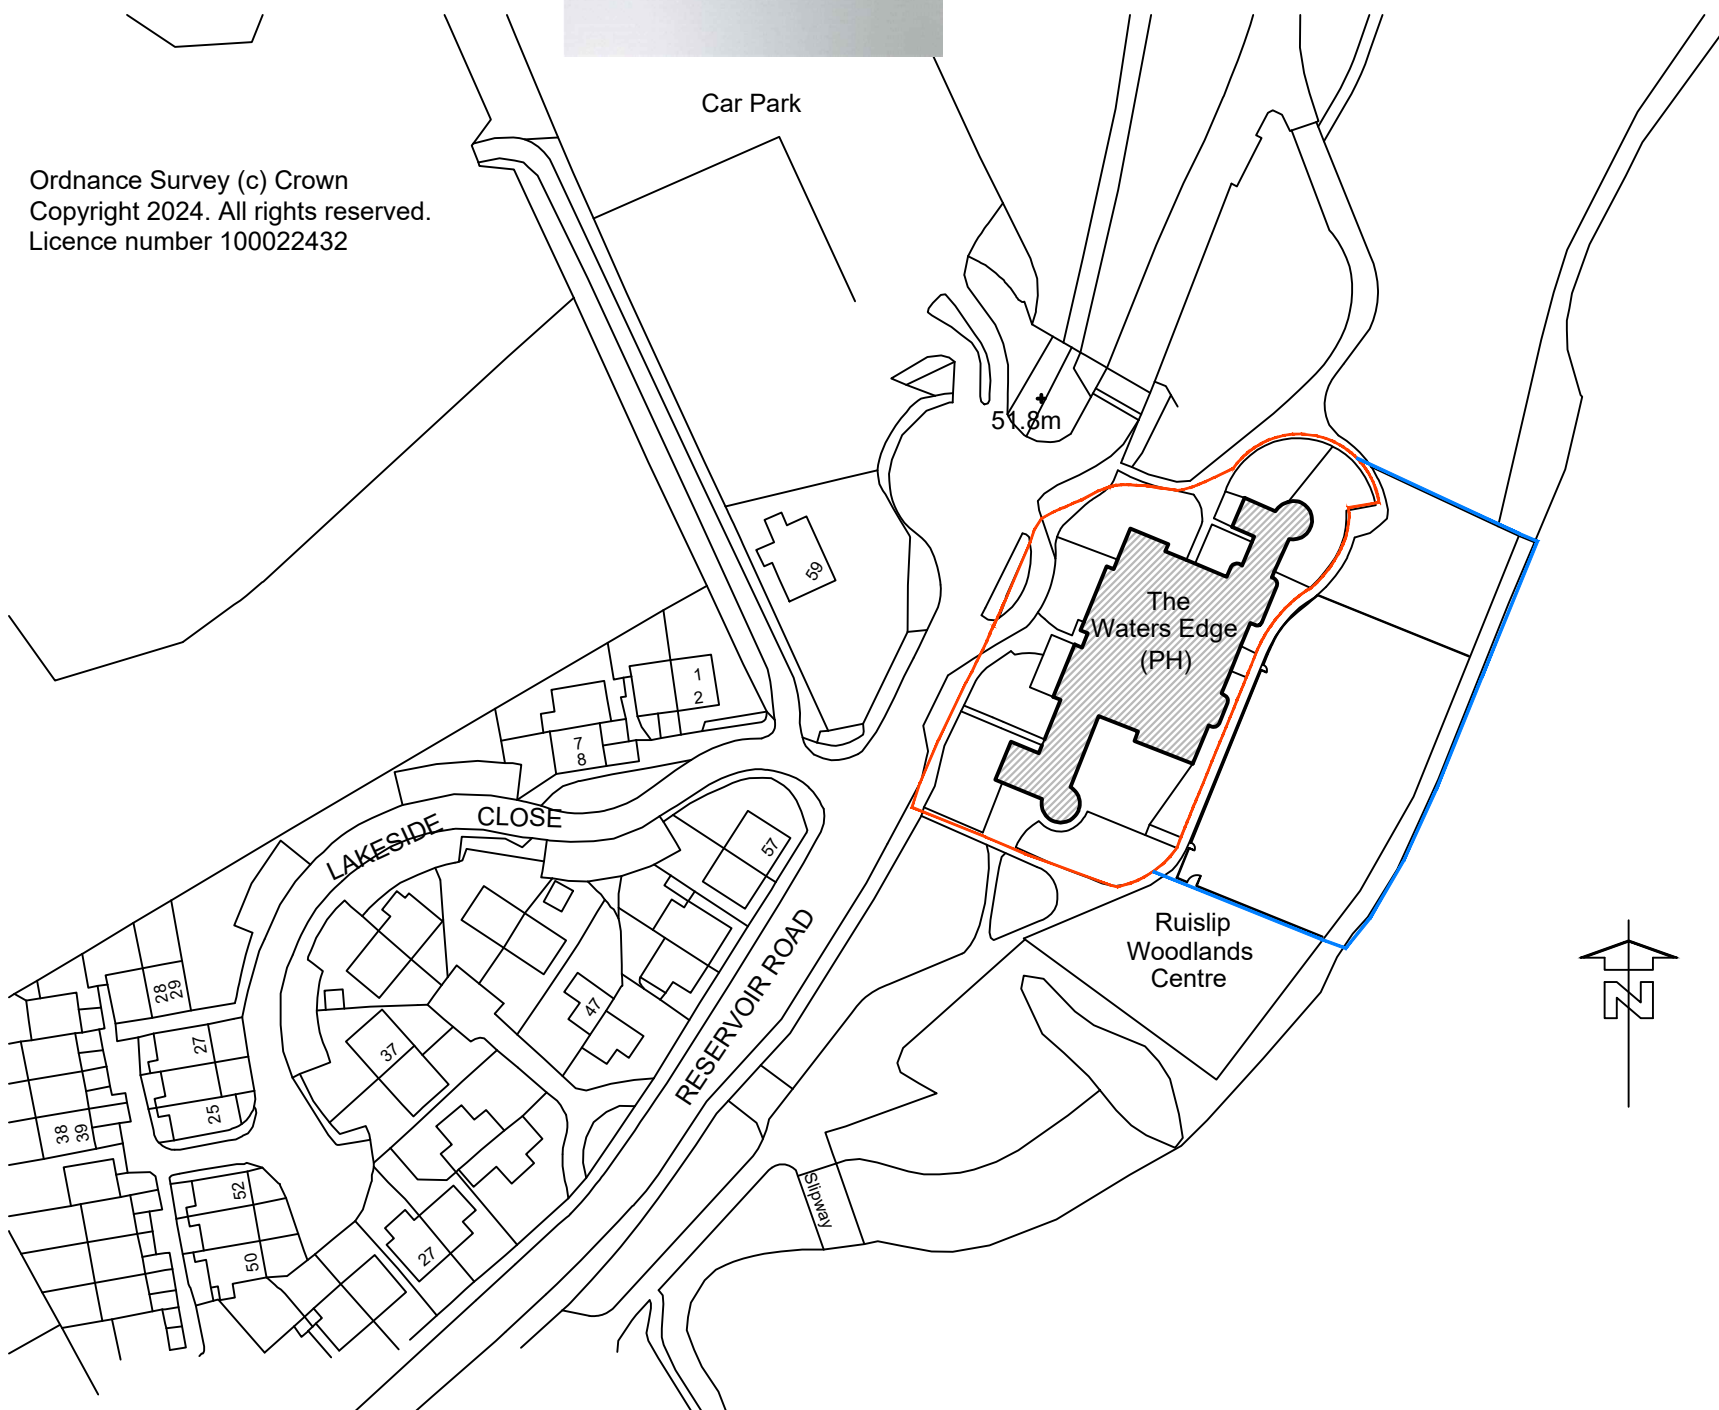 Car Park
Ordnance Survey (c) Crown
Copyright 2024. All rights reserved.
Licence number 100022432
51.8m
59
The
Waters Edge
(PH)
1
2
7
8
LAKESIDE CLOSE
57
RESERVOIR ROAD
Ruislip
Woodlands
Centre
28
29
47
27
37
25
38
39
52
50
27
Slipway
N